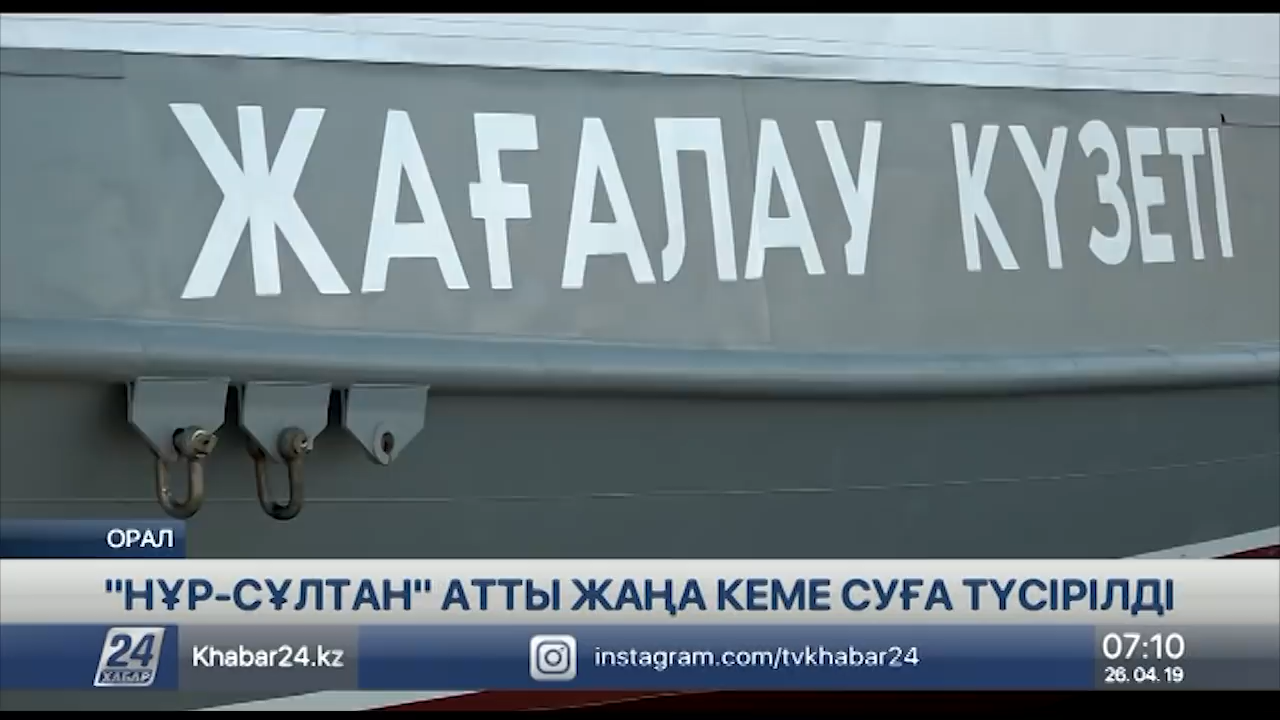 ЖАҒАЛАУ КҮЗЕТІ
ОРАЛ
"НҰР-СҰЛТАН" АТТЫ ЖАҢА КЕМЕ СУҒА ТҮСІРІЛДІ
24
ХАБАР
Khabar24.kz
instagram.com/tvkhabar24
07:10
26.04.19